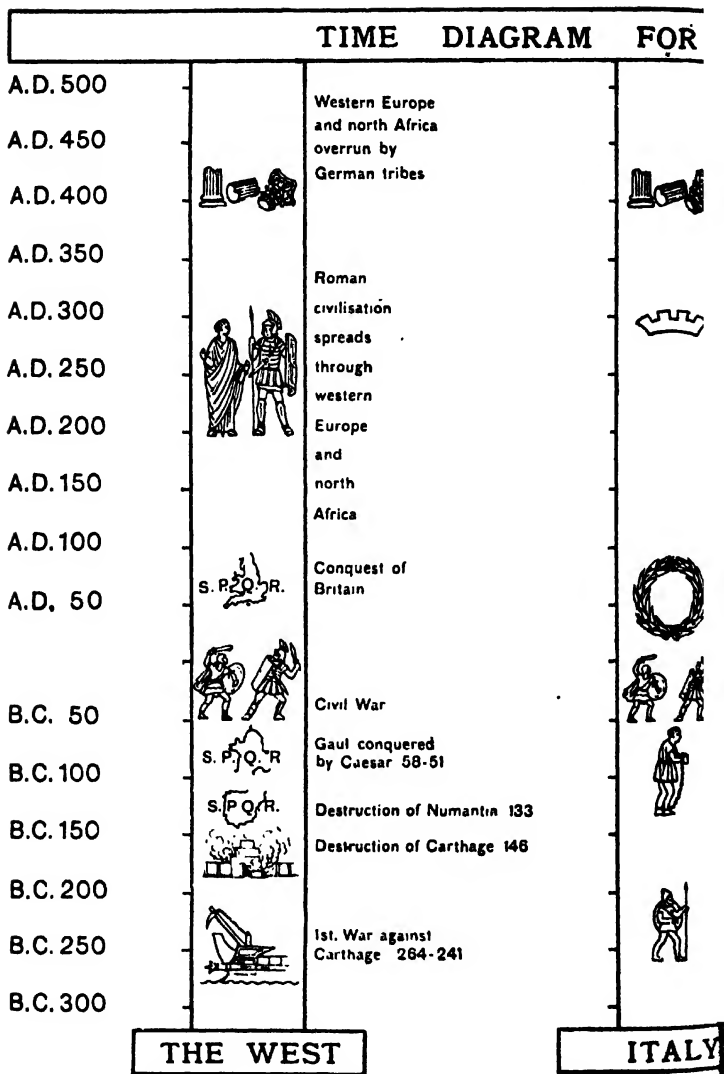 TIME DIAGRAM FOR
A.D. 500
Western Europe
and north Africa
overrun by
German tribes
A.D. 450
A.D. 400
A.D. 350
Roman
civilisation
spreads
through
western
Europe
and
north
Africa
A.D. 300
A.D. 250
A.D. 200
A.D. 150
A.D. 100
Conquest of
Britain
S. P. Q. R.
A.D. 50
Civil War
B.C. 50
Gaul conquered
by Caesar 58-51
S. P. Q. R
B.C. 100
S. P Q. R.
Destruction of Numantia 133
B.C. 150
Destruction of Carthage 146
B.C. 200
1st. War against
Carthage 264-241
B.C. 250
B.C. 300
THE WEST
ITALY